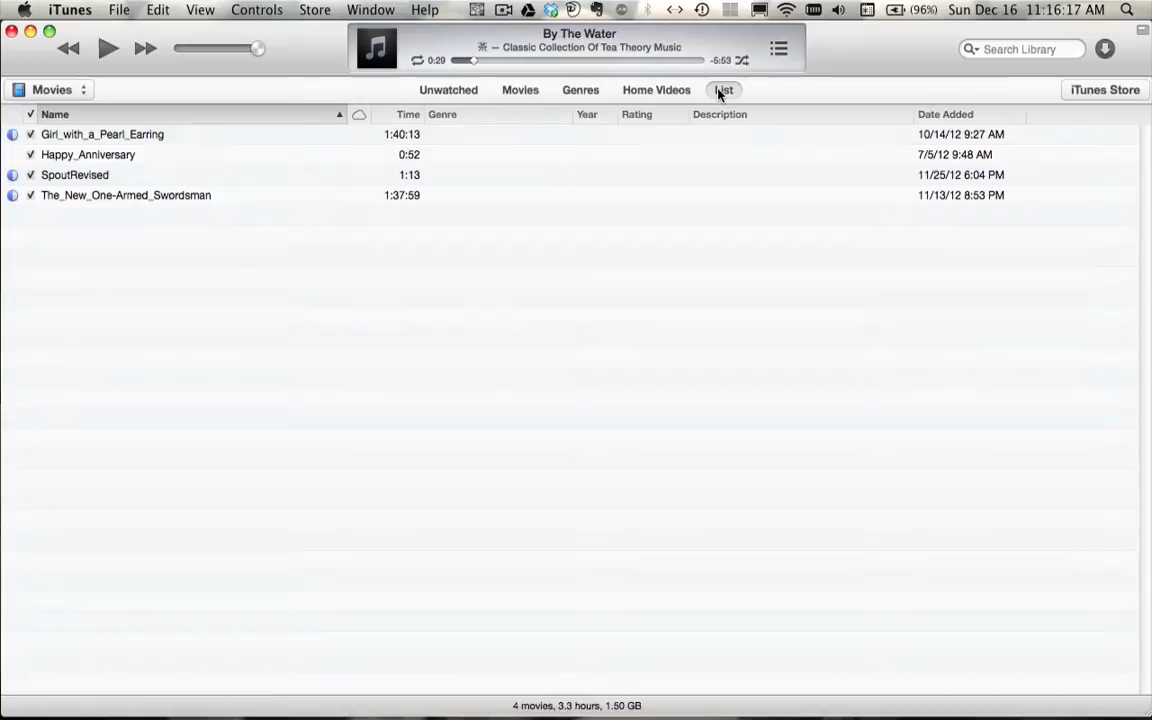 iTunes File Edit View Controls Store Window Help (96%) Sun Dec 16 11:16:17 AM
By The Water
茶 — Classic Collection Of Tea Theory Music
0:29 -5:53
Search Library
Movies Unwatched Movies Genres Home Videos List iTunes Store
Name Time Genre Year Rating Description Date Added
Girl_with_a_Pearl_Earring 1:40:13 10/14/12 9:27 AM
Happy_Anniversary 0:52 7/5/12 9:48 AM
SpoutRevised 1:13 11/25/12 6:04 PM
The_New_One-Armed_Swordsman 1:37:59 11/13/12 8:53 PM
4 movies, 3.3 hours, 1.50 GB